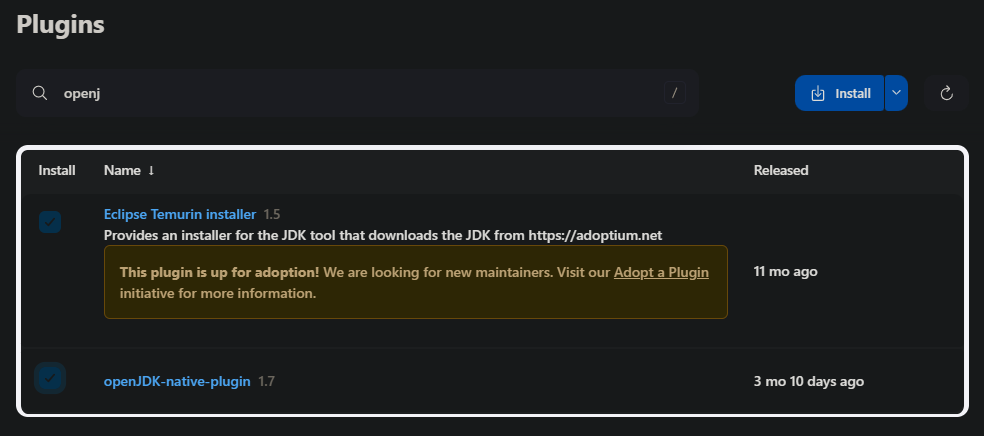 Plugins
openj
/
Install
Install Name ↓ Released
Eclipse Temurin installer 1.5
Provides an installer for the JDK tool that downloads the JDK from https://adoptium.net
This plugin is up for adoption! We are looking for new maintainers. Visit our Adopt a Plugin
initiative for more information.
11 mo ago
openJDK-native-plugin 1.7
3 mo 10 days ago